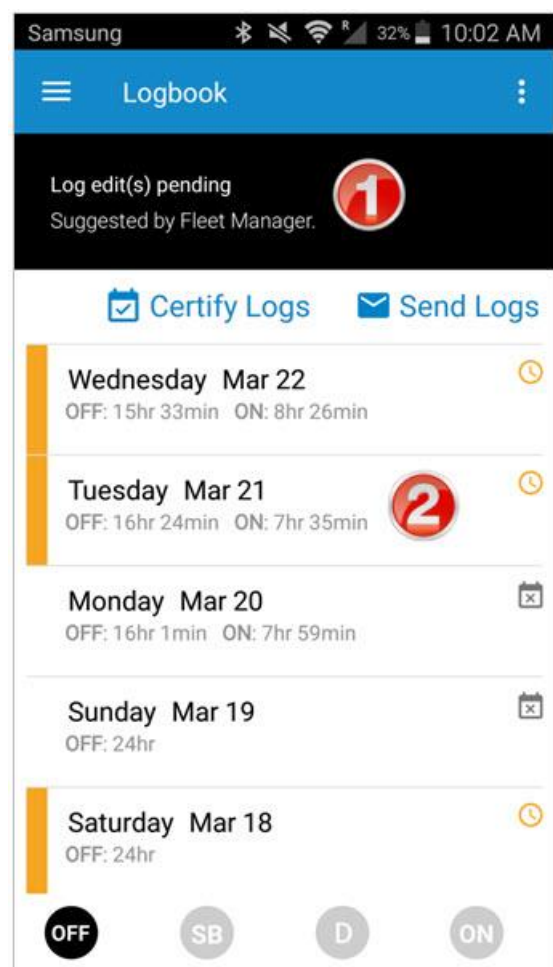 Samsung R 32% 10:02 AM
Logbook
Log edit(s) pending
Suggested by Fleet Manager.
1
Certify Logs Send Logs
Wednesday Mar 22
OFF: 15hr 33min ON: 8hr 26min
Tuesday Mar 21
OFF: 16hr 24min ON: 7hr 35min
2
Monday Mar 20
OFF: 16hr 1min ON: 7hr 59min
Sunday Mar 19
OFF: 24hr
Saturday Mar 18
OFF: 24hr
OFF SB D ON